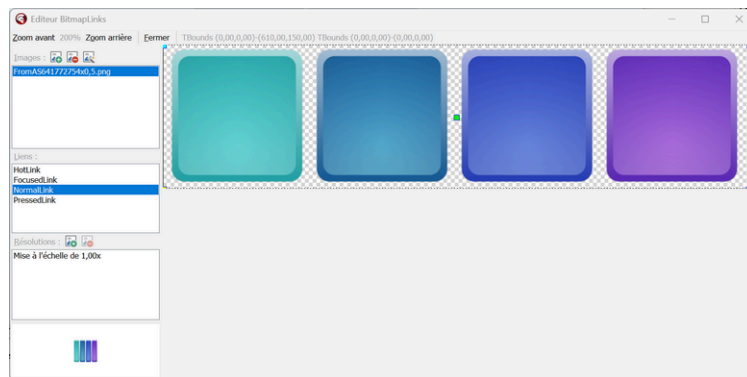 Editeur BitmapLinks
Zoom avant 200% Zoom arrière Fermer TBounds (0,00,0,00)-(610,00,150,00) TBounds (0,00,0,00)-(0,00,0,00)
Images :
FromAS641772754x0,5.png
Liens :
HotLink
FocusedLink
NormalLink
PressedLink
Résolutions :
Mise à l'échelle de 1,00x